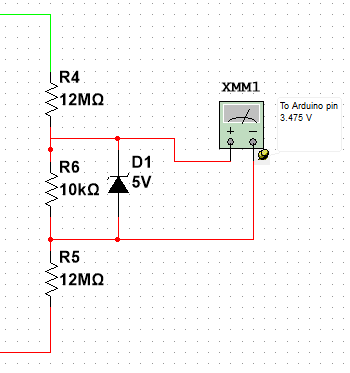 R4
12MΩ
XMM1
To Arduino pin
3.475 V
+ −
R6
10kΩ
D1
5V
R5
12MΩ